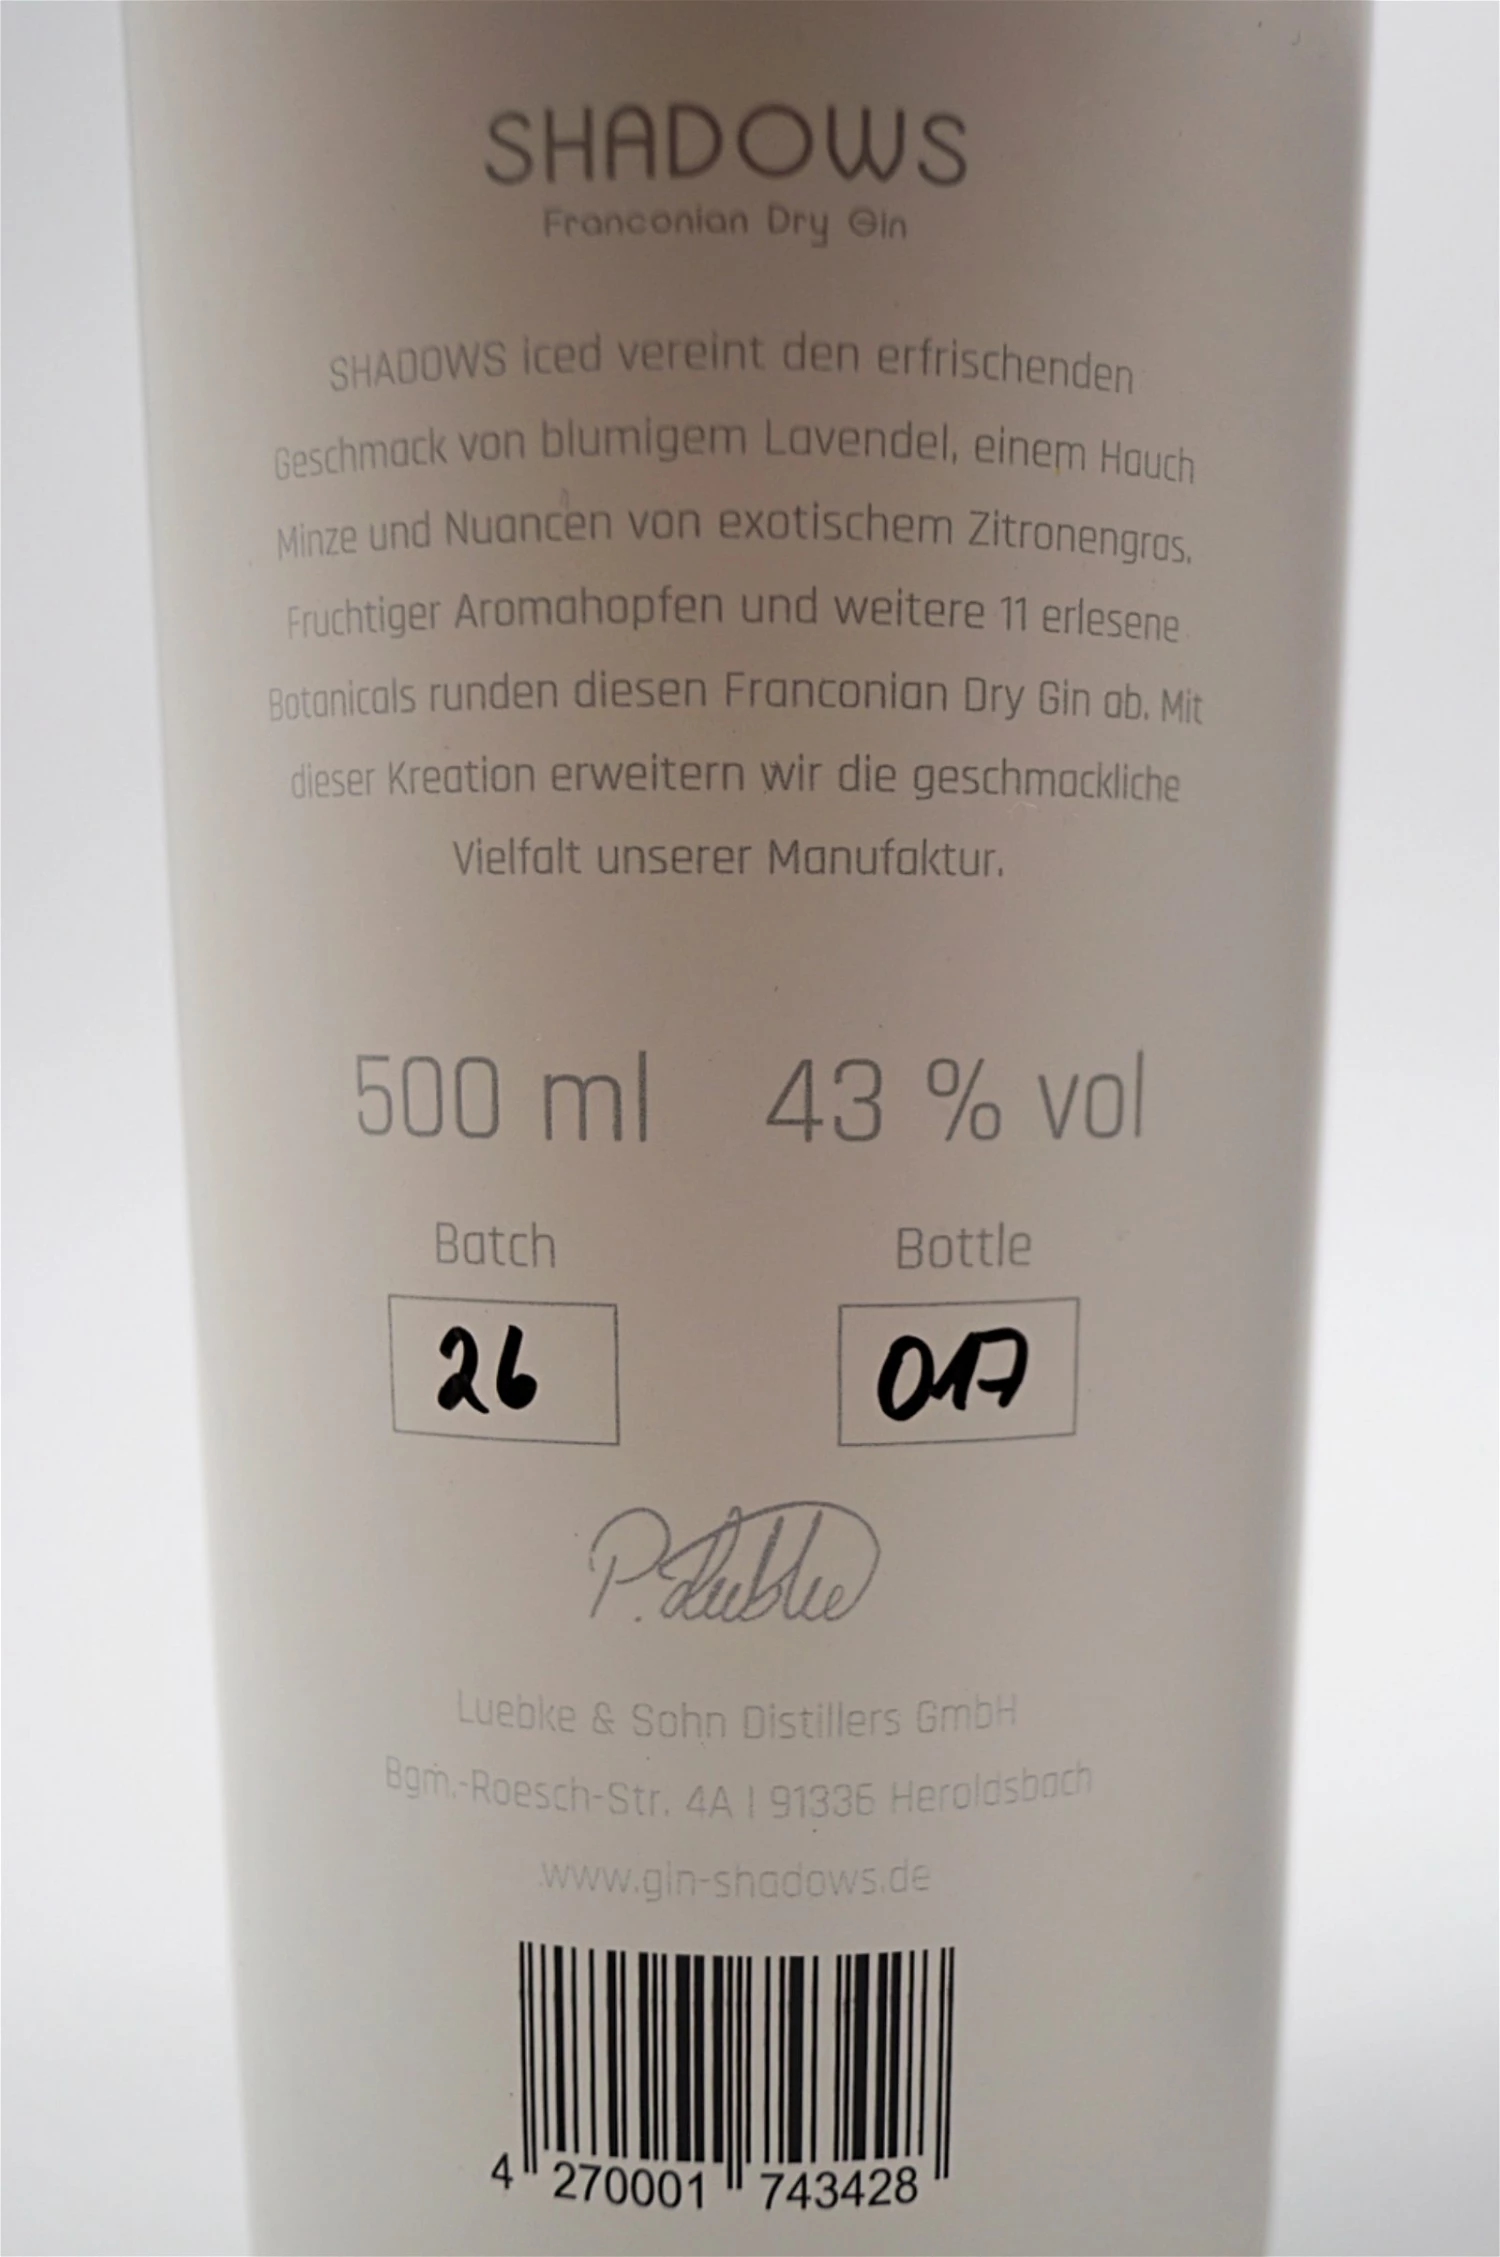 SHADOWS
Franconian Dry Gin
SHADOWS iced vereint den erfrischenden
Geschmack von blumigem Lavendel, einem Hauch
Minze und Nuancen von exotischem Zitronengras.
Fruchtiger Aromahopfen und weitere 11 erlesene
Botanicals runden diesen Franconian Dry Gin ab. Mit
dieser Kreation erweitern wir die geschmackliche
Vielfalt unserer Manufaktur.
500 ml 43 % vol
Batch Bottle
26 017
P. Luebke
Luebke & Sohn Distillers GmbH
Bgm.-Roesch-Str. 4A | 91336 Heroldsbach
www.gin-shadows.de
4 270001 743428